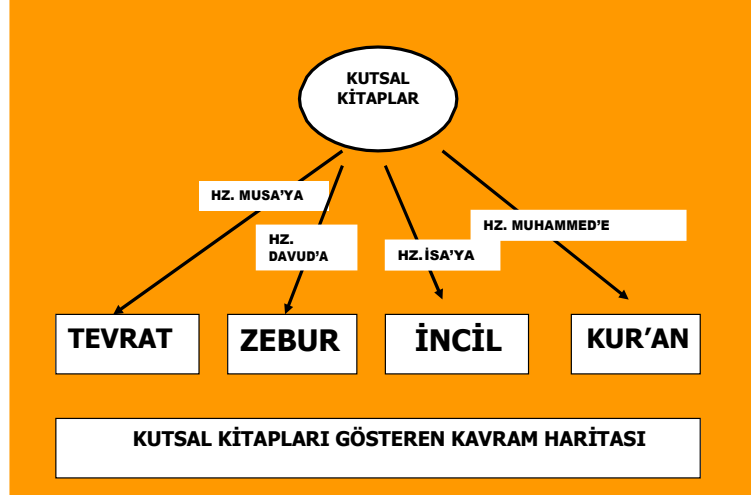 KUTSAL
KİTAPLAR
HZ. MUSA'YA
HZ.
DAVUD'A
HZ. İSA'YA
HZ. MUHAMMED'E
TEVRAT
ZEBUR
İNCİL
KUR'AN
KUTSAL KİTAPLARI GÖSTEREN KAVRAM HARİTASI